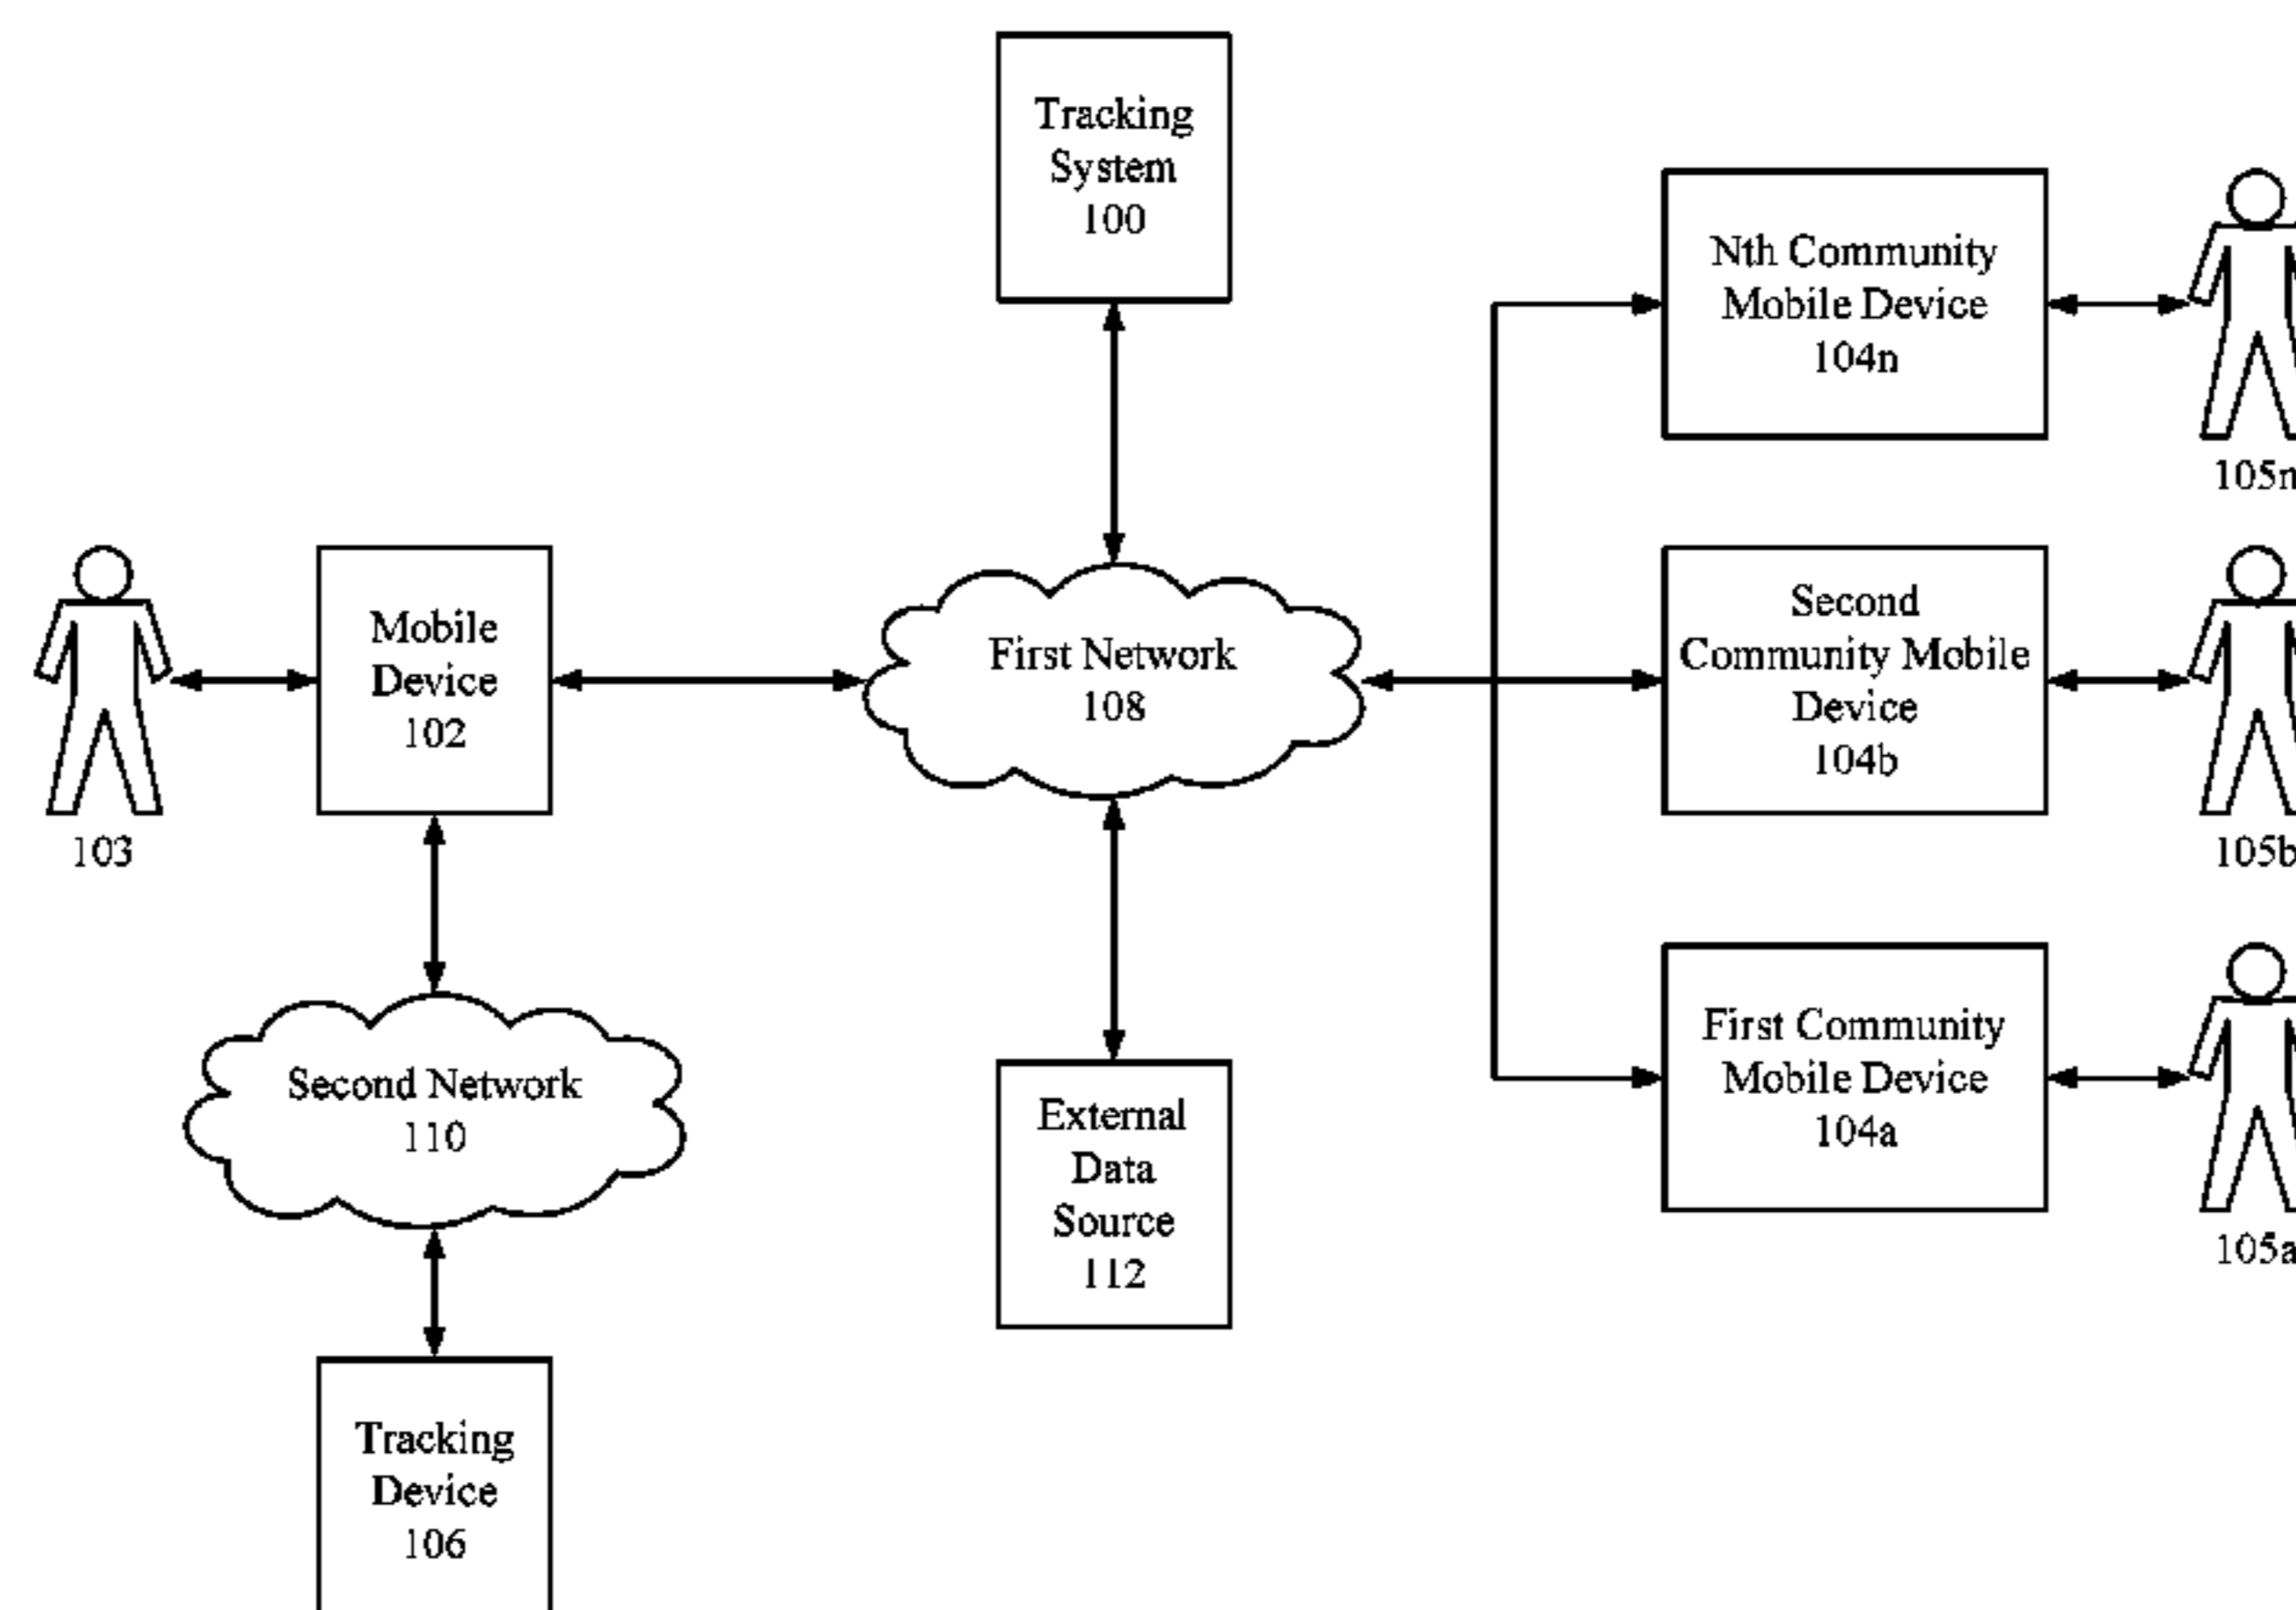 Tracking
System
100
Nth Community
Mobile Device
104n
105n
Mobile
Device
102
103
First Network
108
Second
Community Mobile
Device
104b
105b
Second Network
110
External
Data
Source
112
First Community
Mobile Device
104a
105a
Tracking
Device
106